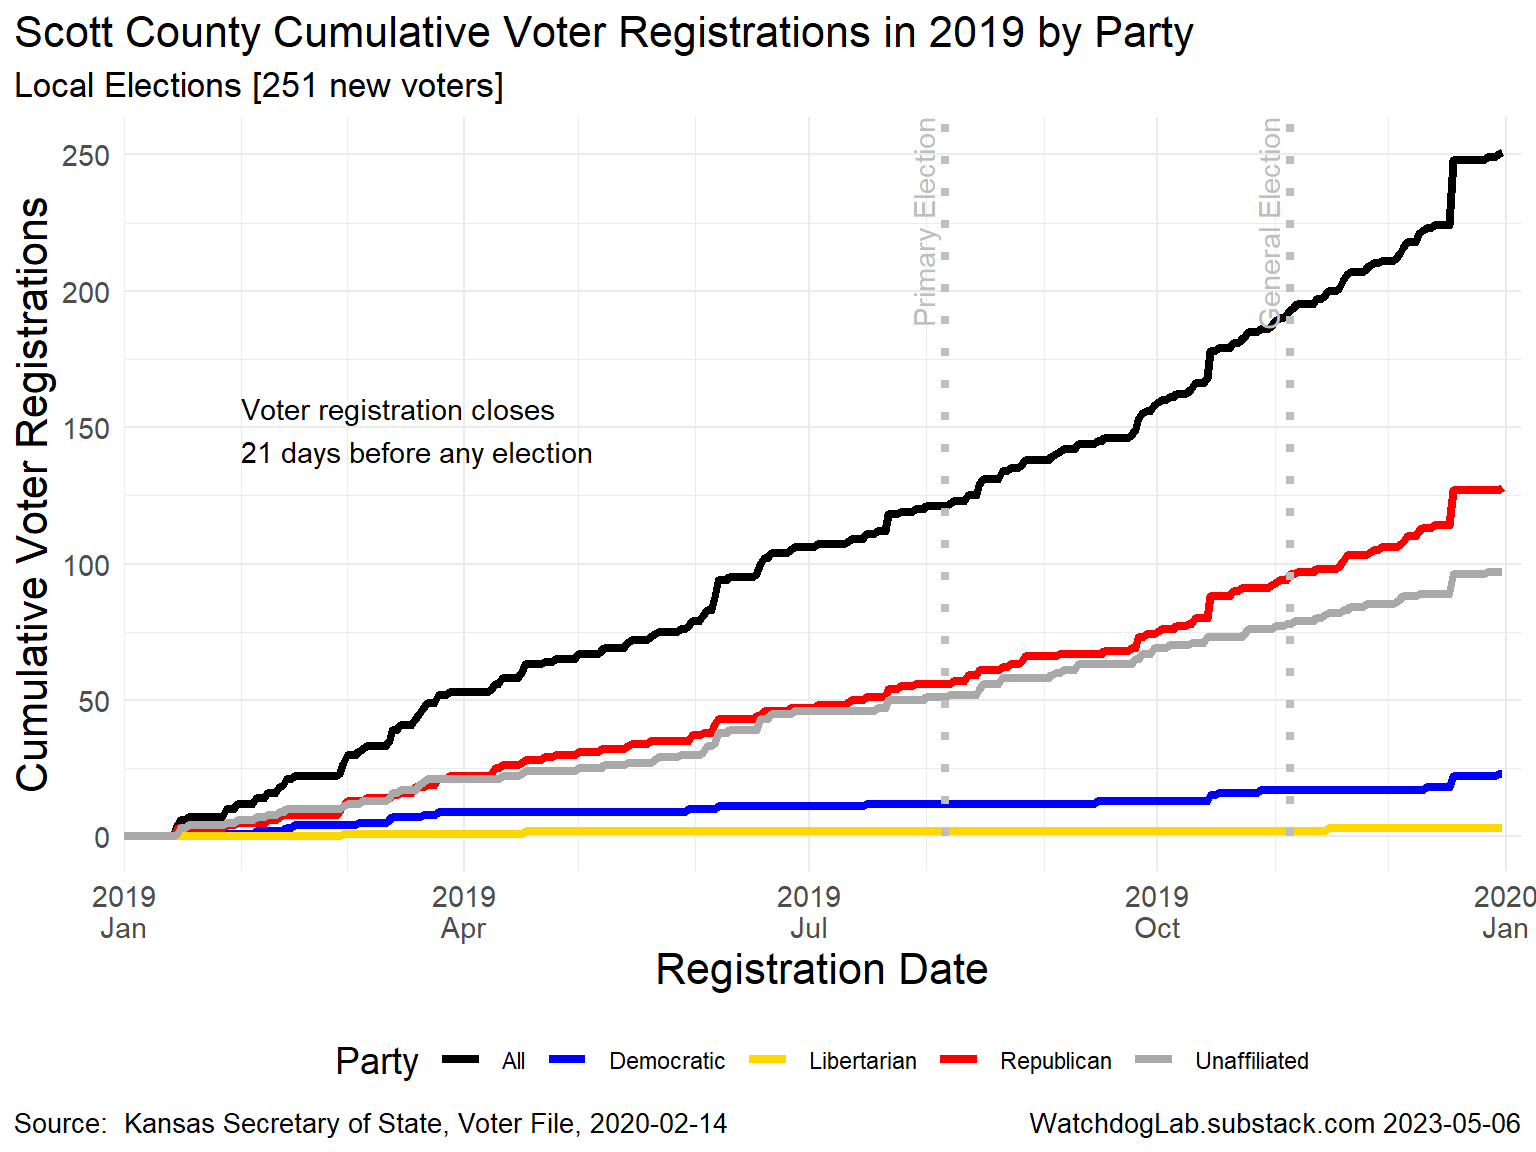 Scott County Cumulative Voter Registrations in 2019 by Party
Local Elections [251 new voters]
Cumulative Voter Registrations
250
200
150
100
50
0
Primary Election
General Election
Voter registration closes
21 days before any election
2019
Jan
2019
Apr
2019
Jul
2019
Oct
2020
Jan
Registration Date
Party
All
Democratic
Libertarian
Republican
Unaffiliated
Source:  Kansas Secretary of State, Voter File, 2020-02-14
WatchdogLab.substack.com 2023-05-06